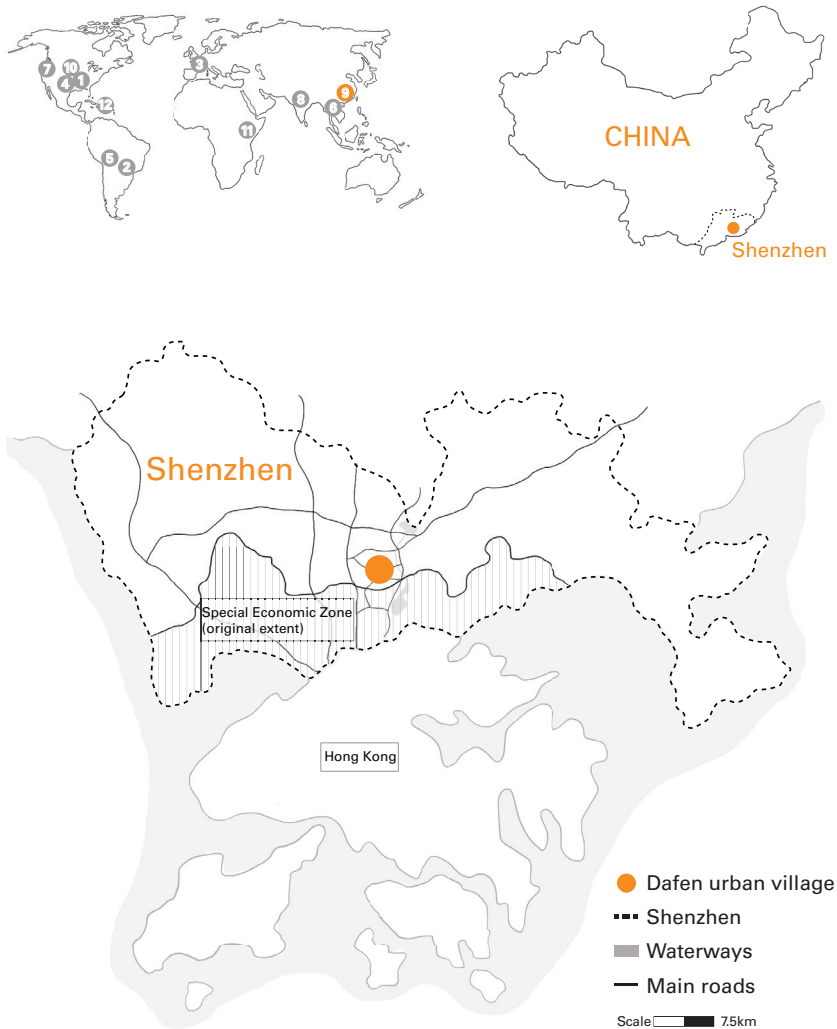 7
10
4
1
3
12
5
2
11
8
6
9
CHINA
Shenzhen
Shenzhen
Special Economic Zone
(original extent)
Hong Kong
Dafen urban village
Shenzhen
Waterways
Main roads
Scale 7.5km